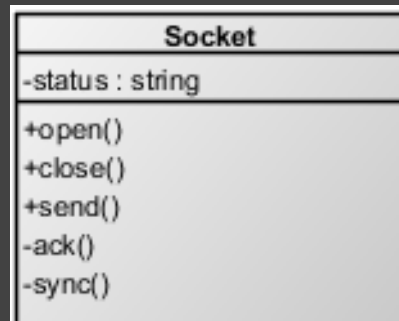 Socket
-status : string
+open()
+close()
+send()
-ack()
-sync()